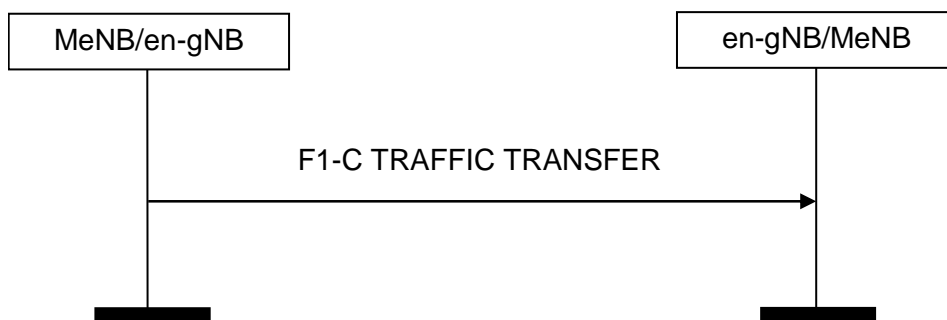 MeNB/en-gNB
en-gNB/MeNB
F1-C TRAFFIC TRANSFER